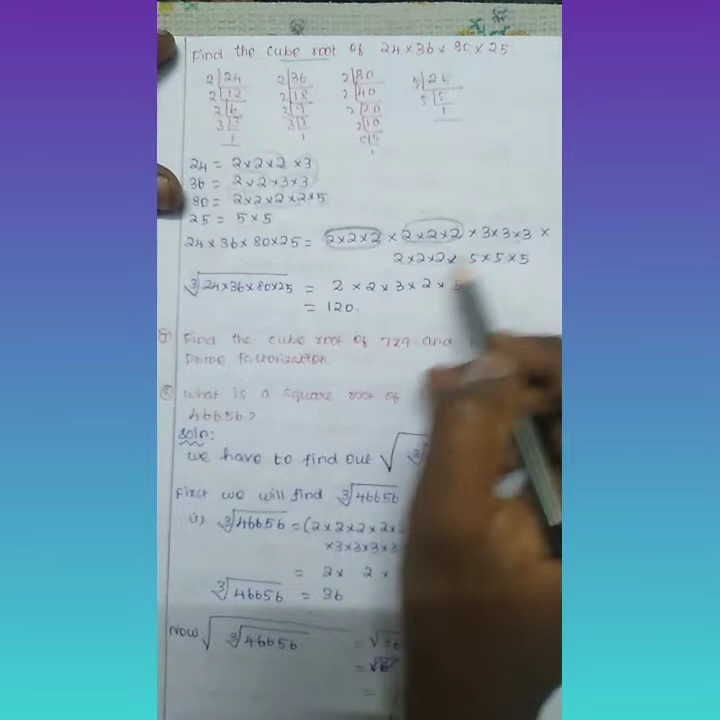 Find the cube root of 24×36×80×25
2 24
2 12
2 6
3 3
1
2 36
2 18
3 9
3 3
1
2 80
2 40
2 20
2 10
5 5
1
5 25
5 5
1
24 = 2×2×2×3
36 = 2×2×3×3
80 = 2×2×2×2×5
25 = 5×5
24×36×80×25 = 2×2×2 × 2×2×2 × 3×3×3 ×
2×2×2× 5×5×5
∛24×36×80×25 = 2×2×3×2×
= 120.
⑦ Find the cube root of 729 and
prime factorization
⑧ what is a square root of
46656?
Soln:
we have to find out √∛
First we will find ∛46656
i) ∛46656 = (2×2×2×2×
×3×3×3×3
= 2× 2×
∛46656 = 36
Now √∛46656 = √36
=
=